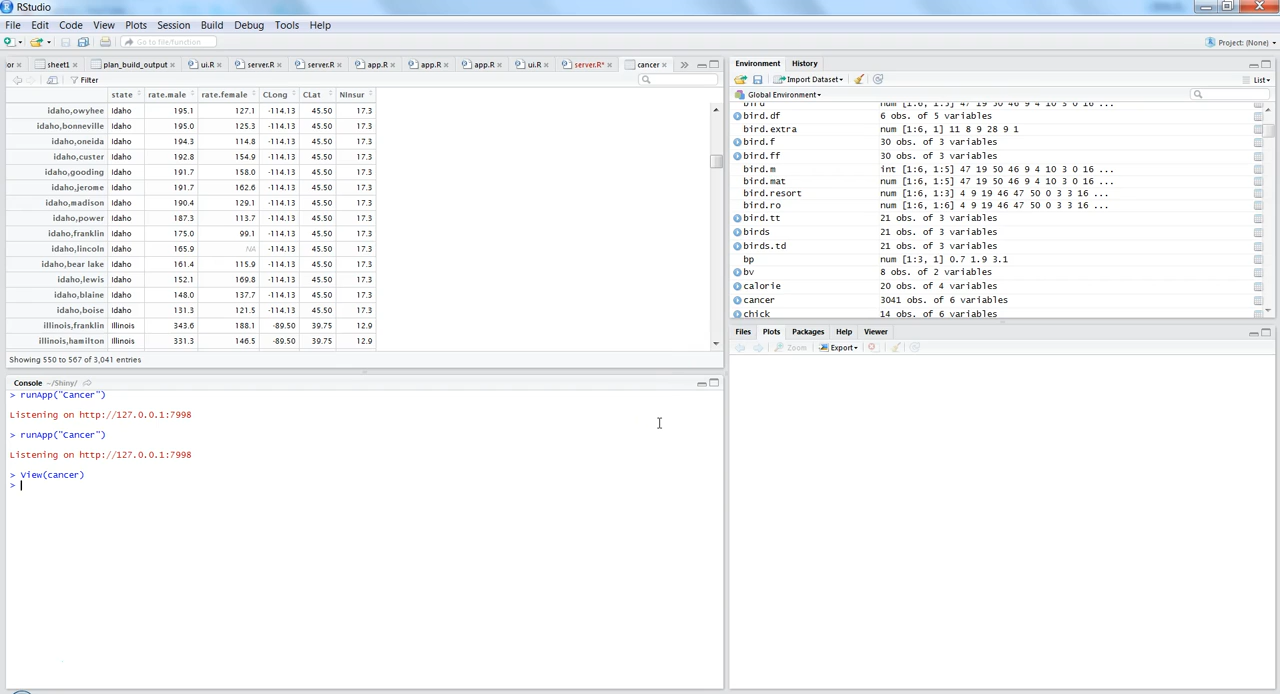 RStudio
File Edit Code View Plots Session Build Debug Tools Help
Go to file/function Project: (None)
or sheet1 plan_build_output ui.R server.R server.R app.R app.R app.R ui.R server.R* cancer
Filter
state rate.male rate.female CLong CLat NInsur
idaho,owyhee Idaho 195.1 127.1 -114.13 45.50 17.3
idaho,bonneville Idaho 195.0 125.3 -114.13 45.50 17.3
idaho,oneida Idaho 194.3 114.8 -114.13 45.50 17.3
idaho,custer Idaho 192.8 154.9 -114.13 45.50 17.3
idaho,gooding Idaho 191.7 158.0 -114.13 45.50 17.3
idaho,jerome Idaho 191.7 162.6 -114.13 45.50 17.3
idaho,madison Idaho 190.4 129.1 -114.13 45.50 17.3
idaho,power Idaho 187.3 113.7 -114.13 45.50 17.3
idaho,franklin Idaho 175.0 99.1 -114.13 45.50 17.3
idaho,lincoln Idaho 165.9 NA -114.13 45.50 17.3
idaho,bear lake Idaho 161.4 115.9 -114.13 45.50 17.3
idaho,lewis Idaho 152.1 169.8 -114.13 45.50 17.3
idaho,blaine Idaho 148.0 137.7 -114.13 45.50 17.3
idaho,boise Idaho 131.3 121.5 -114.13 45.50 17.3
illinois,franklin Illinois 343.6 188.1 -89.50 39.75 12.9
illinois,hamilton Illinois 331.3 146.5 -89.50 39.75 12.9
Showing 550 to 567 of 3,041 entries
Console ~/Shiny/
> runApp("Cancer")
Listening on http://127.0.0.1:7998
> runApp("Cancer")
Listening on http://127.0.0.1:7998
> View(cancer)
>
Environment History
Import Dataset List
Global Environment
bird num [1:6, 1:5] 47 19 50 46 9 4 10 3 0 16 ...
bird.df 6 obs. of 5 variables
bird.extra num [1:6, 1] 11 8 9 28 9 1
bird.f 30 obs. of 3 variables
bird.ff 30 obs. of 3 variables
bird.m int [1:6, 1:5] 47 19 50 46 9 4 10 3 0 16 ...
bird.mat num [1:6, 1:5] 47 19 50 46 9 4 10 3 0 16 ...
bird.resort num [1:6, 1:3] 4 9 19 46 47 50 0 3 3 16 ...
bird.ro num [1:6, 1:6] 4 9 19 46 47 50 0 3 3 16 ...
bird.tt 21 obs. of 3 variables
birds 21 obs. of 3 variables
birds.td 21 obs. of 3 variables
bp num [1:3, 1] 0.7 1.9 3.1
bv 8 obs. of 2 variables
calorie 20 obs. of 4 variables
cancer 3041 obs. of 6 variables
chick 14 obs. of 6 variables
Files Plots Packages Help Viewer
Zoom Export